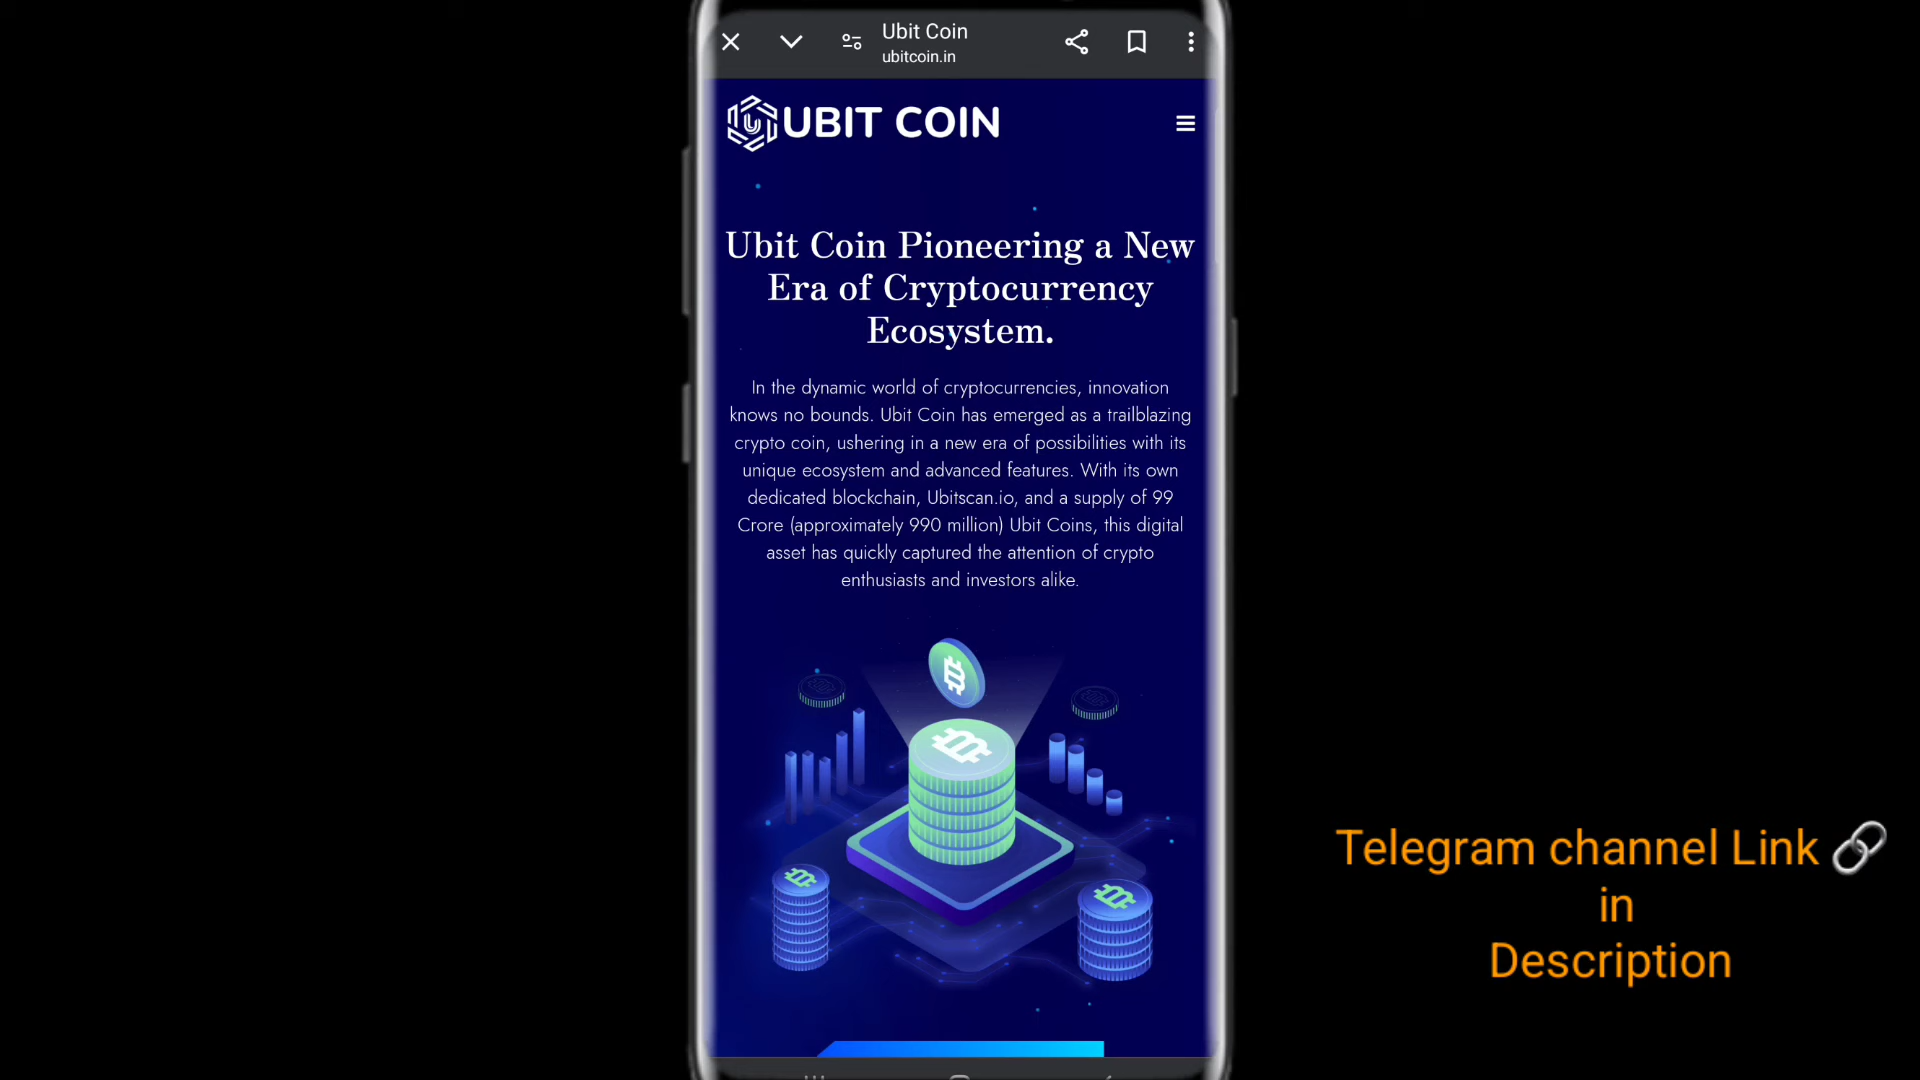 Ubit Coin
ubitcoin.in
UBIT COIN
Ubit Coin Pioneering a New
Era of Cryptocurrency
Ecosystem.
In the dynamic world of cryptocurrencies, innovation
knows no bounds. Ubit Coin has emerged as a trailblazing
crypto coin, ushering in a new era of possibilities with its
unique ecosystem and advanced features. With its own
dedicated blockchain, Ubitscan.io, and a supply of 99
Crore (approximately 990 million) Ubit Coins, this digital
asset has quickly captured the attention of crypto
enthusiasts and investors alike.
Telegram channel Link 🔗
in
Description